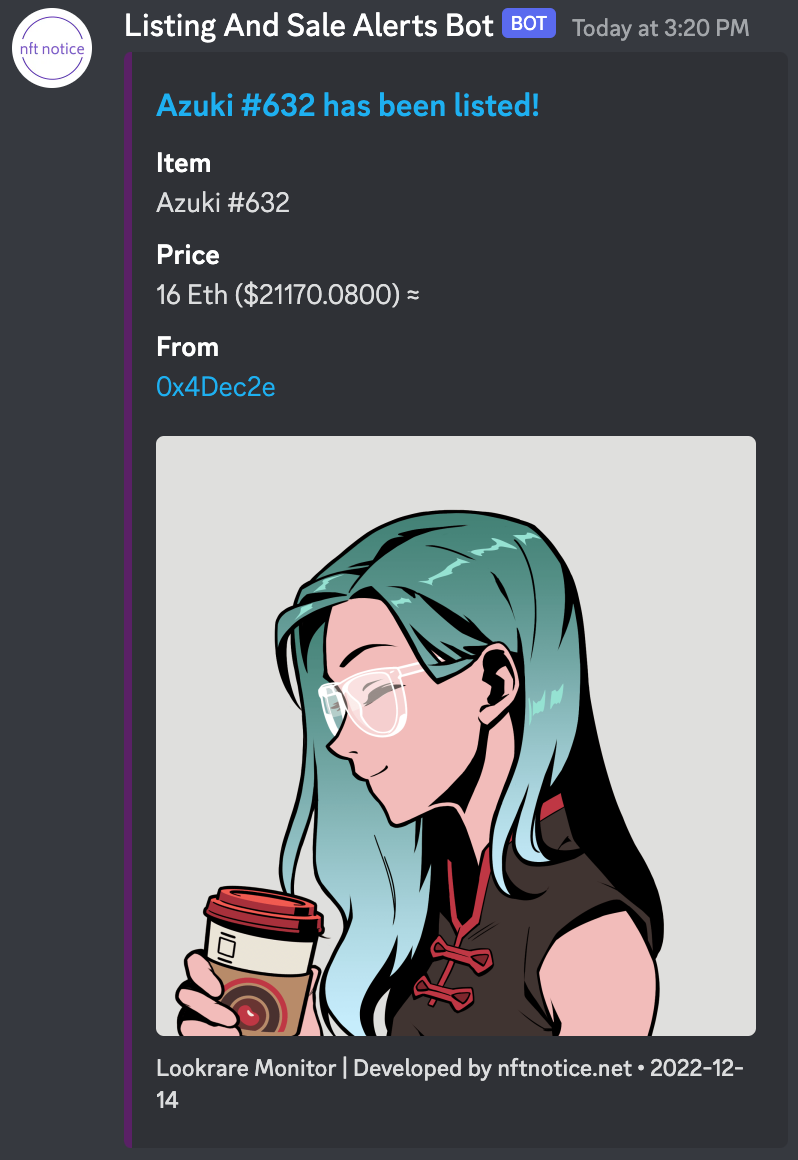 nft notice
Listing And Sale Alerts Bot BOT Today at 3:20 PM
Azuki #632 has been listed!
Item
Azuki #632
Price
16 Eth ($21170.0800) ≈
From
0x4Dec2e
Lookrare Monitor | Developed by nftnotice.net • 2022-12-
14